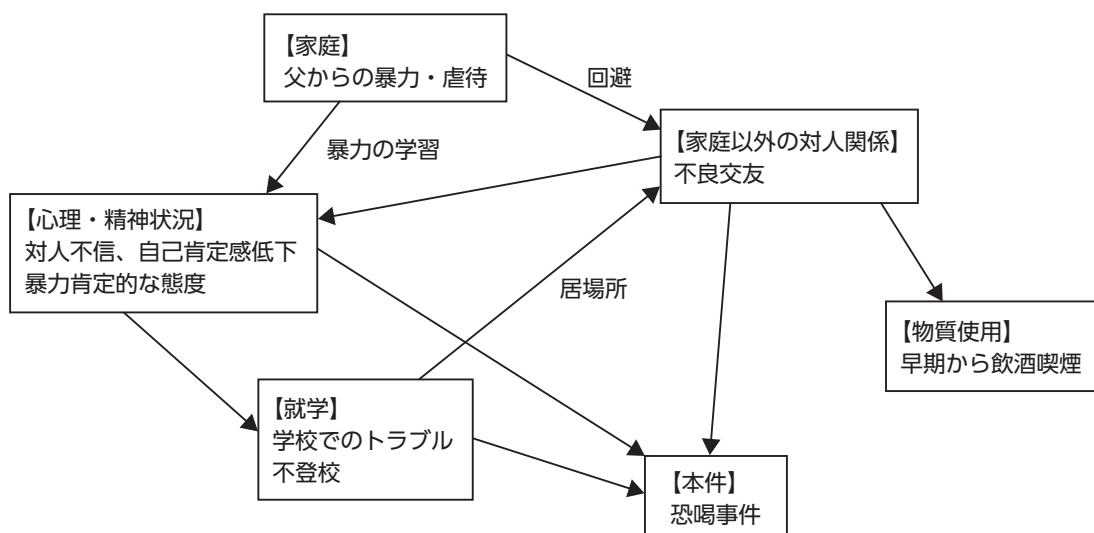 【家庭】
父からの暴力・虐待
回避
【家庭以外の対人関係】
不良交友
暴力の学習
【心理・精神状況】
対人不信、自己肯定感低下
暴力肯定的な態度
居場所
【物質使用】
早期から飲酒喫煙
【就学】
学校でのトラブル
不登校
【本件】
恐喝事件